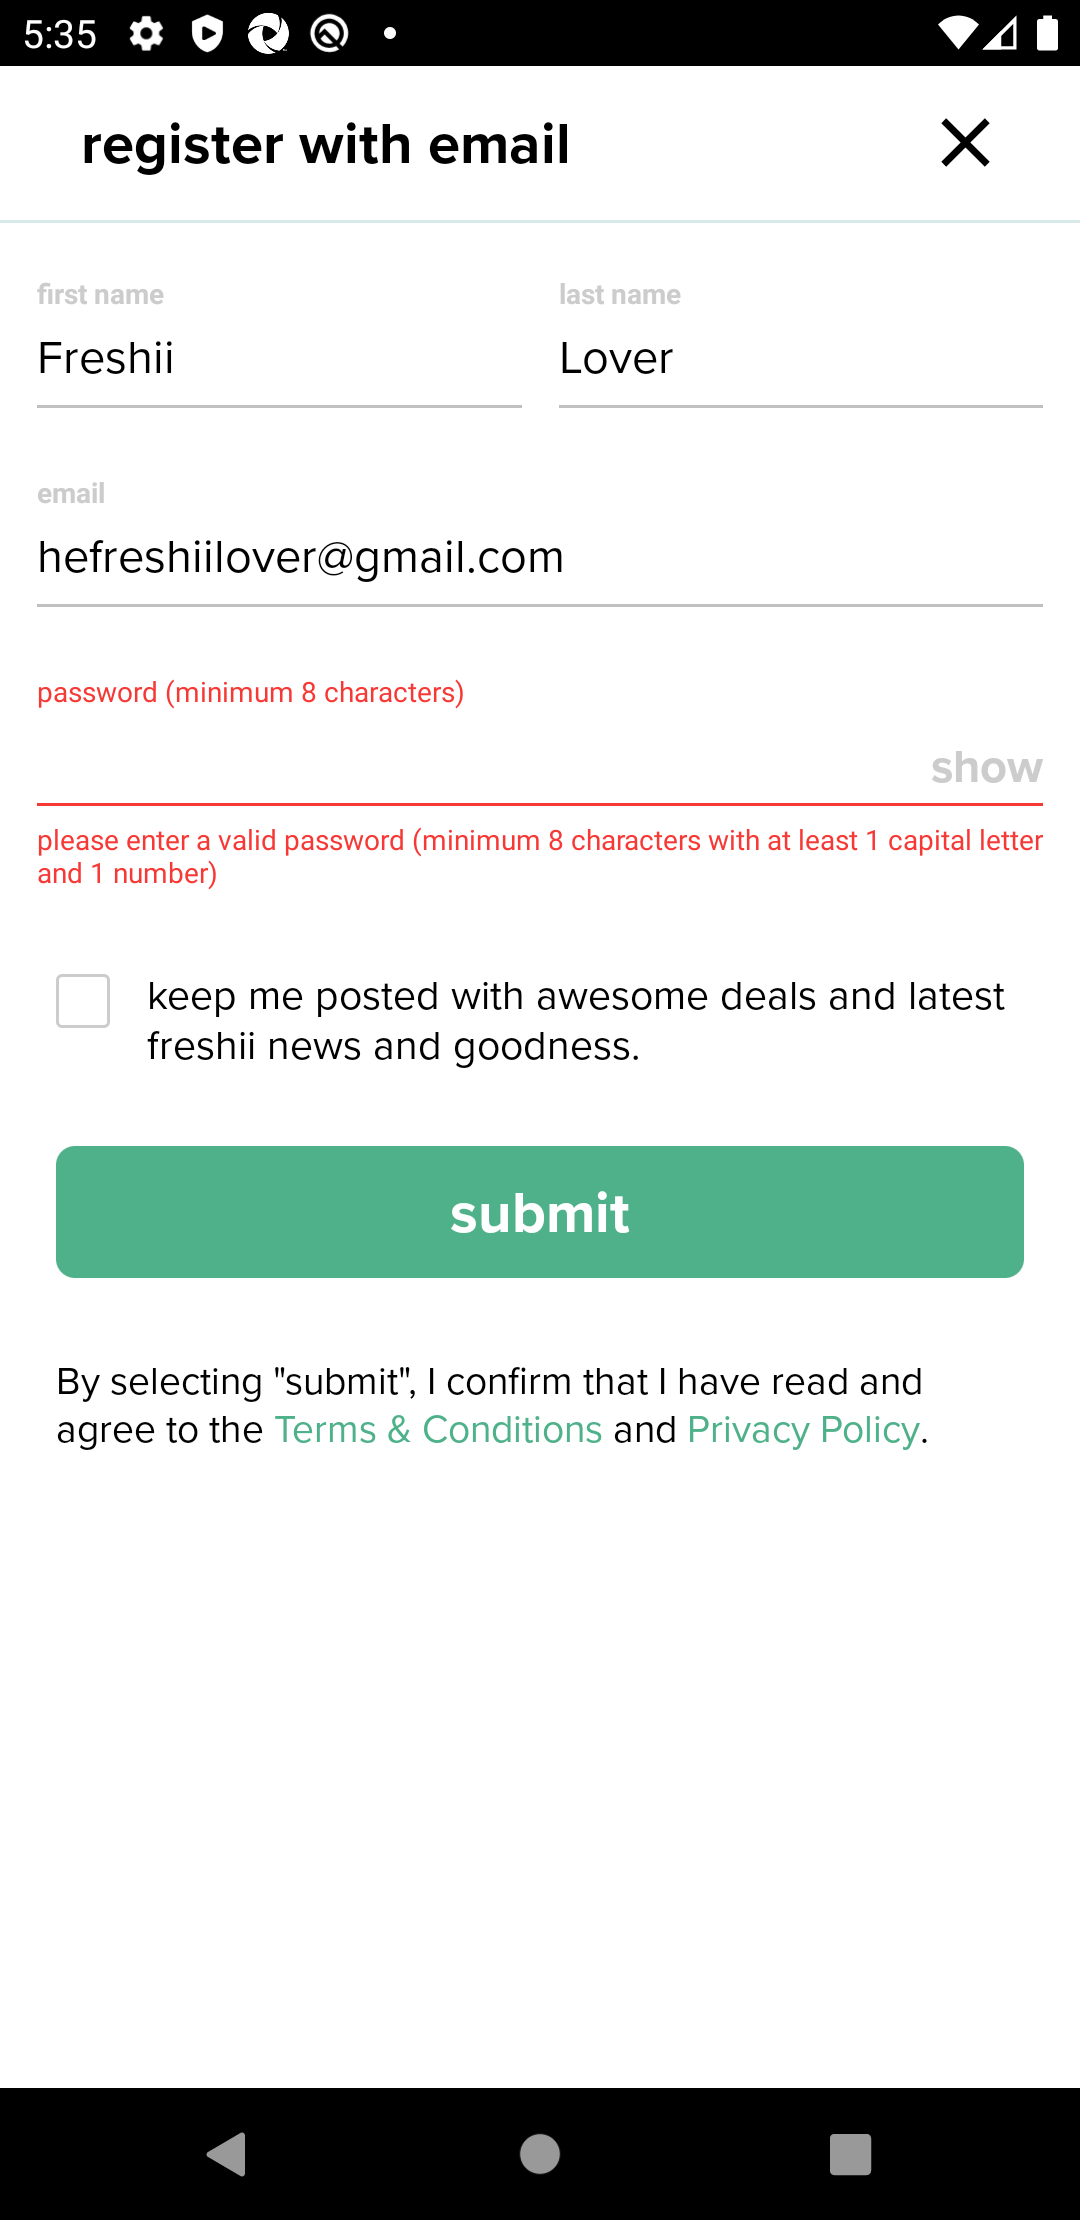 5:35
register with email
first name last name
Freshii Lover
email
hefreshiilover@gmail.com
password (minimum 8 characters)
show
please enter a valid password (minimum 8 characters with at least 1 capital letter
and 1 number)
keep me posted with awesome deals and latest
freshii news and goodness.
submit
By selecting "submit", I confirm that I have read and
agree to the Terms & Conditions and Privacy Policy.